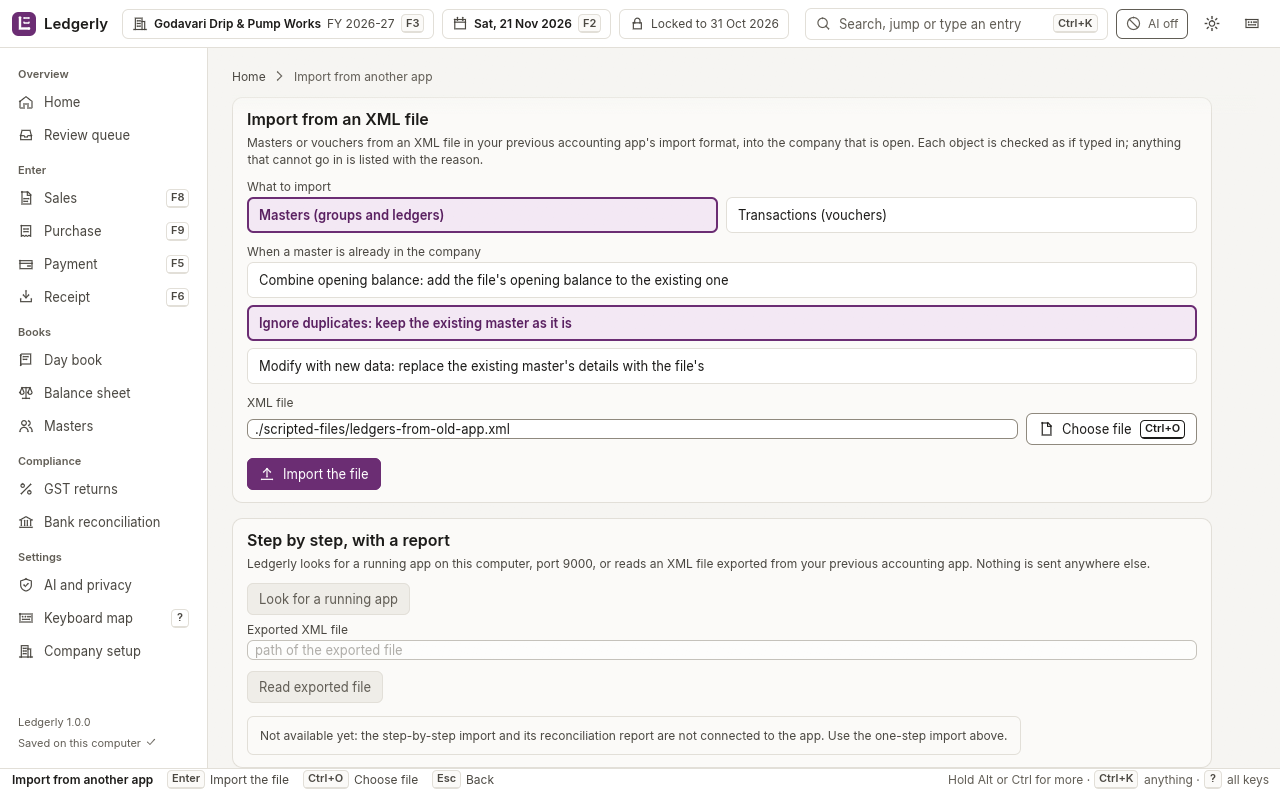 Ledgerly
Godavari Drip & Pump Works FY 2026-27 F3
Sat, 21 Nov 2026 F2
Locked to 31 Oct 2026
Search, jump or type an entry Ctrl+K
AI off
Overview
Home
Review queue
Enter
Sales F8
Purchase F9
Payment F5
Receipt F6
Books
Day book
Balance sheet
Masters
Compliance
GST returns
Bank reconciliation
Settings
AI and privacy
Keyboard map ?
Company setup
Ledgerly 1.0.0
Saved on this computer
Home Import from another app
Import from an XML file
Masters or vouchers from an XML file in your previous accounting app's import format, into the company that is open. Each object is checked as if typed in; anything
that cannot go in is listed with the reason.
What to import
Masters (groups and ledgers)
Transactions (vouchers)
When a master is already in the company
Combine opening balance: add the file's opening balance to the existing one
Ignore duplicates: keep the existing master as it is
Modify with new data: replace the existing master's details with the file's
XML file
./scripted-files/ledgers-from-old-app.xml
Choose file Ctrl+O
Import the file
Step by step, with a report
Ledgerly looks for a running app on this computer, port 9000, or reads an XML file exported from your previous accounting app. Nothing is sent anywhere else.
Look for a running app
Exported XML file
path of the exported file
Read exported file
Not available yet: the step-by-step import and its reconciliation report are not connected to the app. Use the one-step import above.
Import from another app Enter Import the file Ctrl+O Choose file Esc Back
Hold Alt or Ctrl for more · Ctrl+K anything · ? all keys